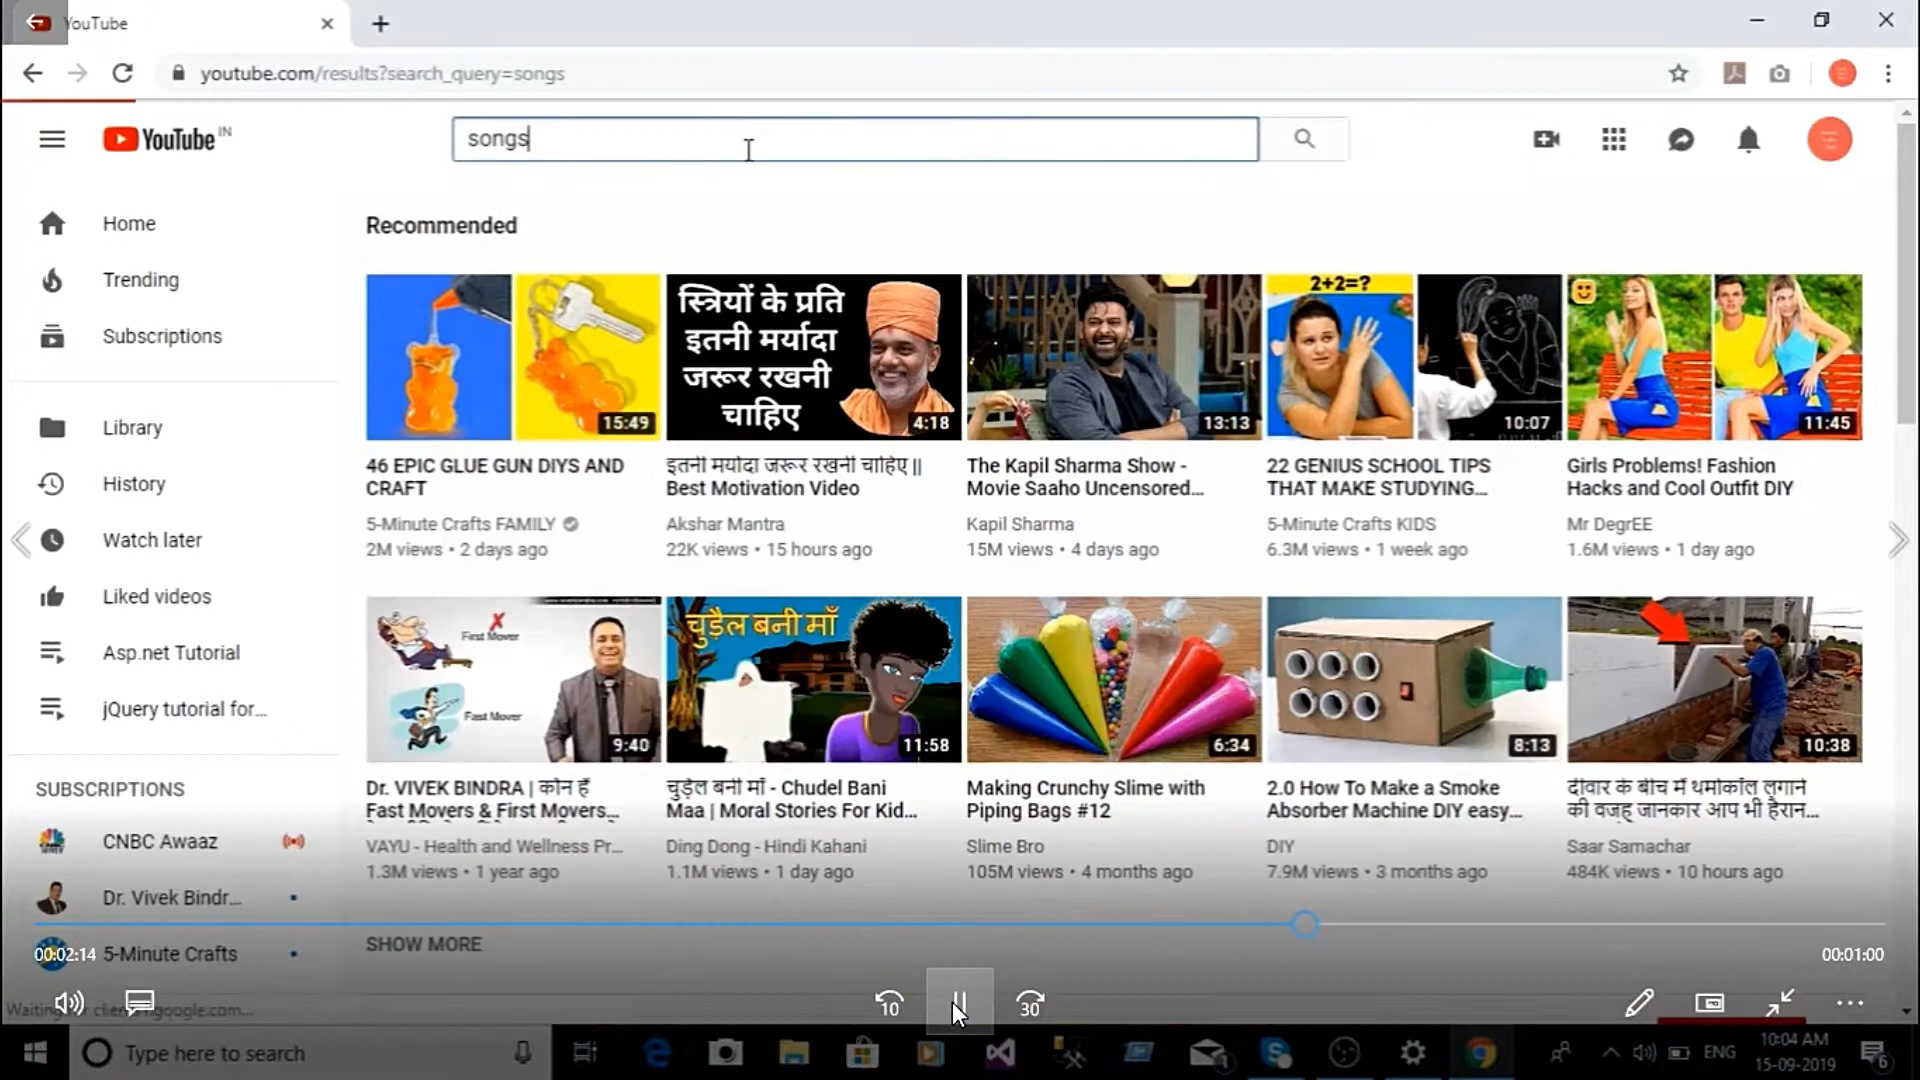 YouTube
youtube.com/results?search_query=songs
YouTube IN
songs
Home
Trending
Subscriptions
Library
History
Watch later
Liked videos
Asp.net Tutorial
jQuery tutorial for...
SUBSCRIPTIONS
CNBC Awaaz
Dr. Vivek Bindr...
5-Minute Crafts
Recommended
15:49
स्त्रियों के प्रति
इतनी मर्यादा
जरूर रखनी
चाहिए
4:18
13:13
2+2=?
10:07
11:45
46 EPIC GLUE GUN DIYS AND
CRAFT
5-Minute Crafts FAMILY
2M views • 2 days ago
इतनी मर्यादा जरूर रखनी चाहिए ||
Best Motivation Video
Akshar Mantra
22K views • 15 hours ago
The Kapil Sharma Show -
Movie Saaho Uncensored...
Kapil Sharma
15M views • 4 days ago
22 GENIUS SCHOOL TIPS
THAT MAKE STUDYING...
5-Minute Crafts KIDS
6.3M views • 1 week ago
Girls Problems! Fashion
Hacks and Cool Outfit DIY
Mr DegrEE
1.6M views • 1 day ago
First Mover
Fast Mover
9:40
चुड़ैल बनी माँ
11:58
6:34
8:13
10:38
Dr. VIVEK BINDRA | कोन हैं
Fast Movers & First Movers...
VAYU - Health and Wellness Pr...
1.3M views • 1 year ago
चुड़ैल बनी माँ - Chudel Bani
Maa | Moral Stories For Kid...
Ding Dong - Hindi Kahani
1.1M views • 1 day ago
Making Crunchy Slime with
Piping Bags #12
Slime Bro
105M views • 4 months ago
2.0 How To Make a Smoke
Absorber Machine DIY easy...
DIY
7.9M views • 3 months ago
दीवार के बीच में थर्माकॉल लगाने
की वजह जानकार आप भी हैरान...
Saar Samachar
484K views • 10 hours ago
SHOW MORE
00:02:14
00:01:00
10
30
Type here to search
ENG
10:04 AM
15-09-2019
6